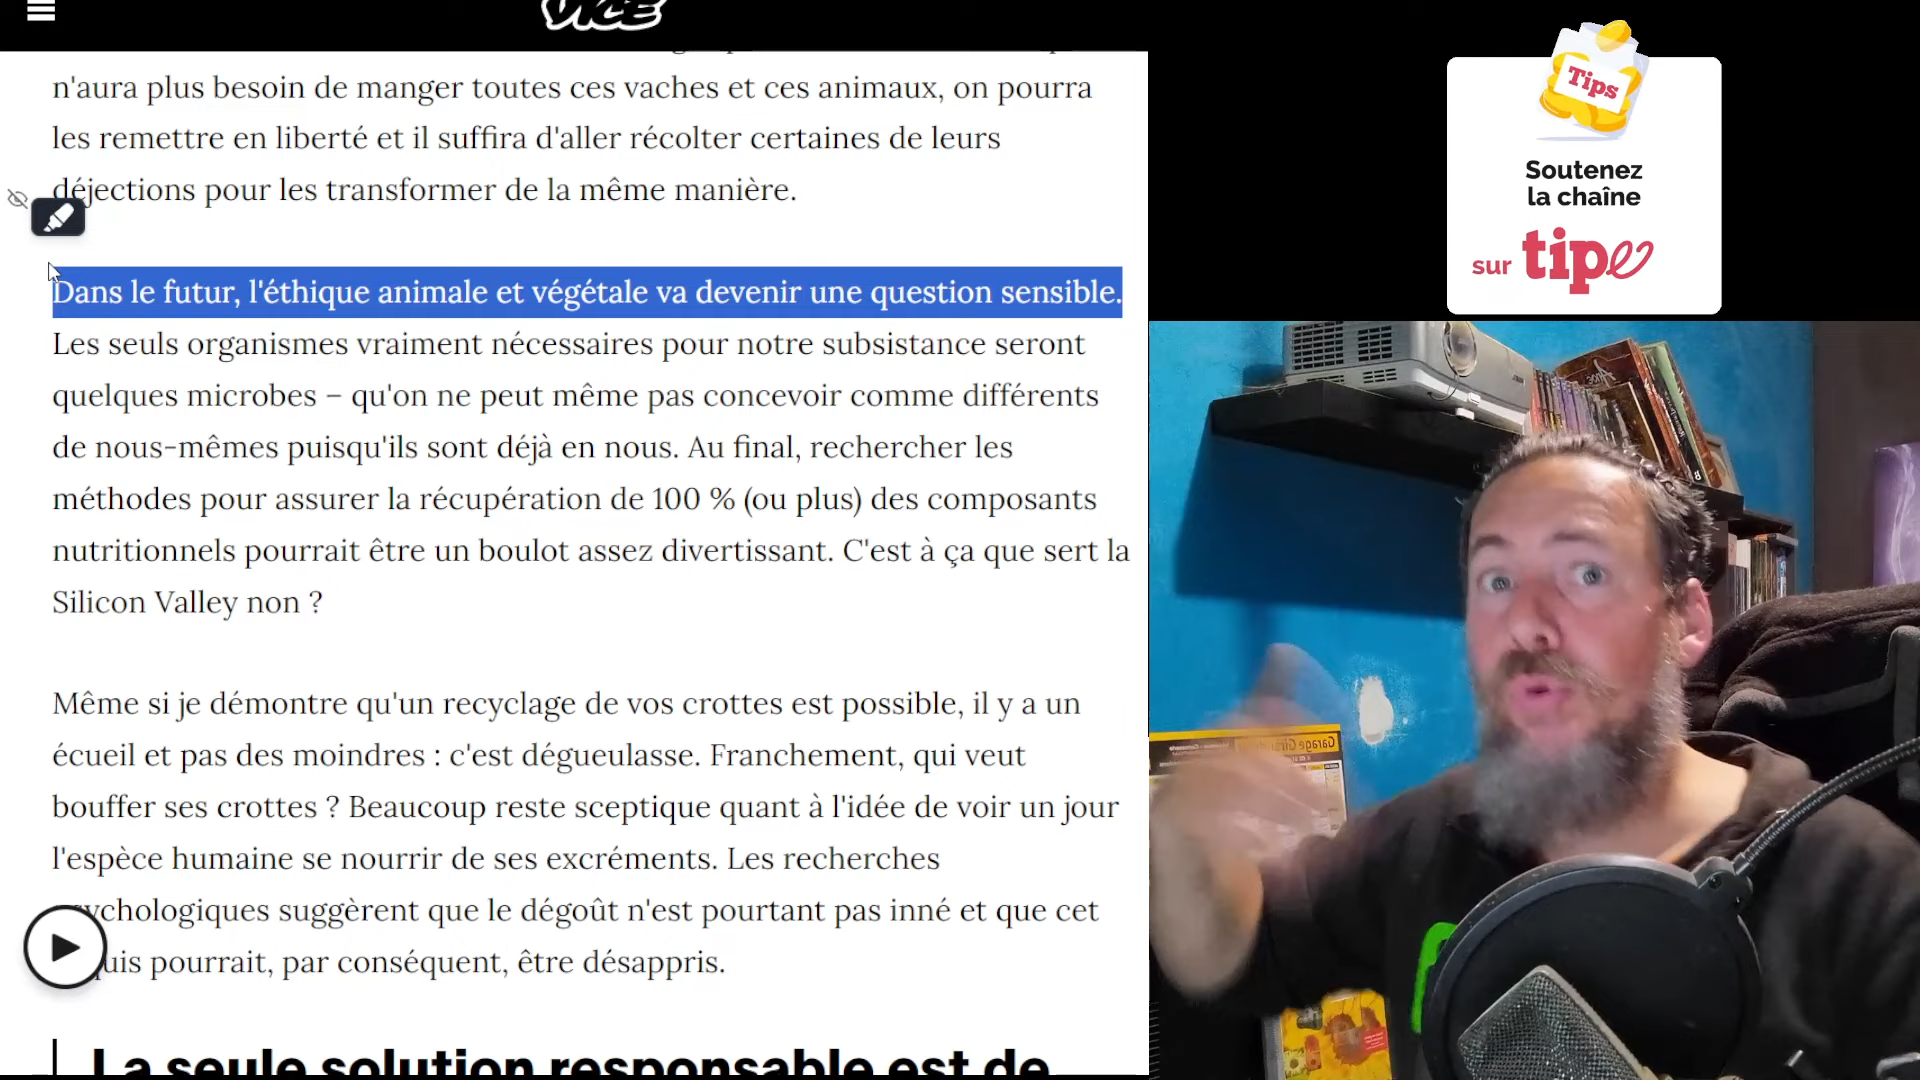 VICE
n'aura plus besoin de manger toutes ces vaches et ces animaux, on pourra
les remettre en liberté et il suffira d'aller récolter certaines de leurs
déjections pour les transformer de la même manière.
Dans le futur, l'éthique animale et végétale va devenir une question sensible.
Les seuls organismes vraiment nécessaires pour notre subsistance seront
quelques microbes – qu'on ne peut même pas concevoir comme différents
de nous-mêmes puisqu'ils sont déjà en nous. Au final, rechercher les
méthodes pour assurer la récupération de 100 % (ou plus) des composants
nutritionnels pourrait être un boulot assez divertissant. C'est à ça que sert la
Silicon Valley non ?
Même si je démontre qu'un recyclage de vos crottes est possible, il y a un
écueil et pas des moindres : c'est dégueulasse. Franchement, qui veut
bouffer ses crottes ? Beaucoup reste sceptique quant à l'idée de voir un jour
l'espèce humaine se nourrir de ses excréments. Les recherches
ychologiques suggèrent que le dégoût n'est pourtant pas inné et que cet
uis pourrait, par conséquent, être désappris.
La seule solution responsable est de
Tips
Soutenez
la chaîne
sur tipee
Garage